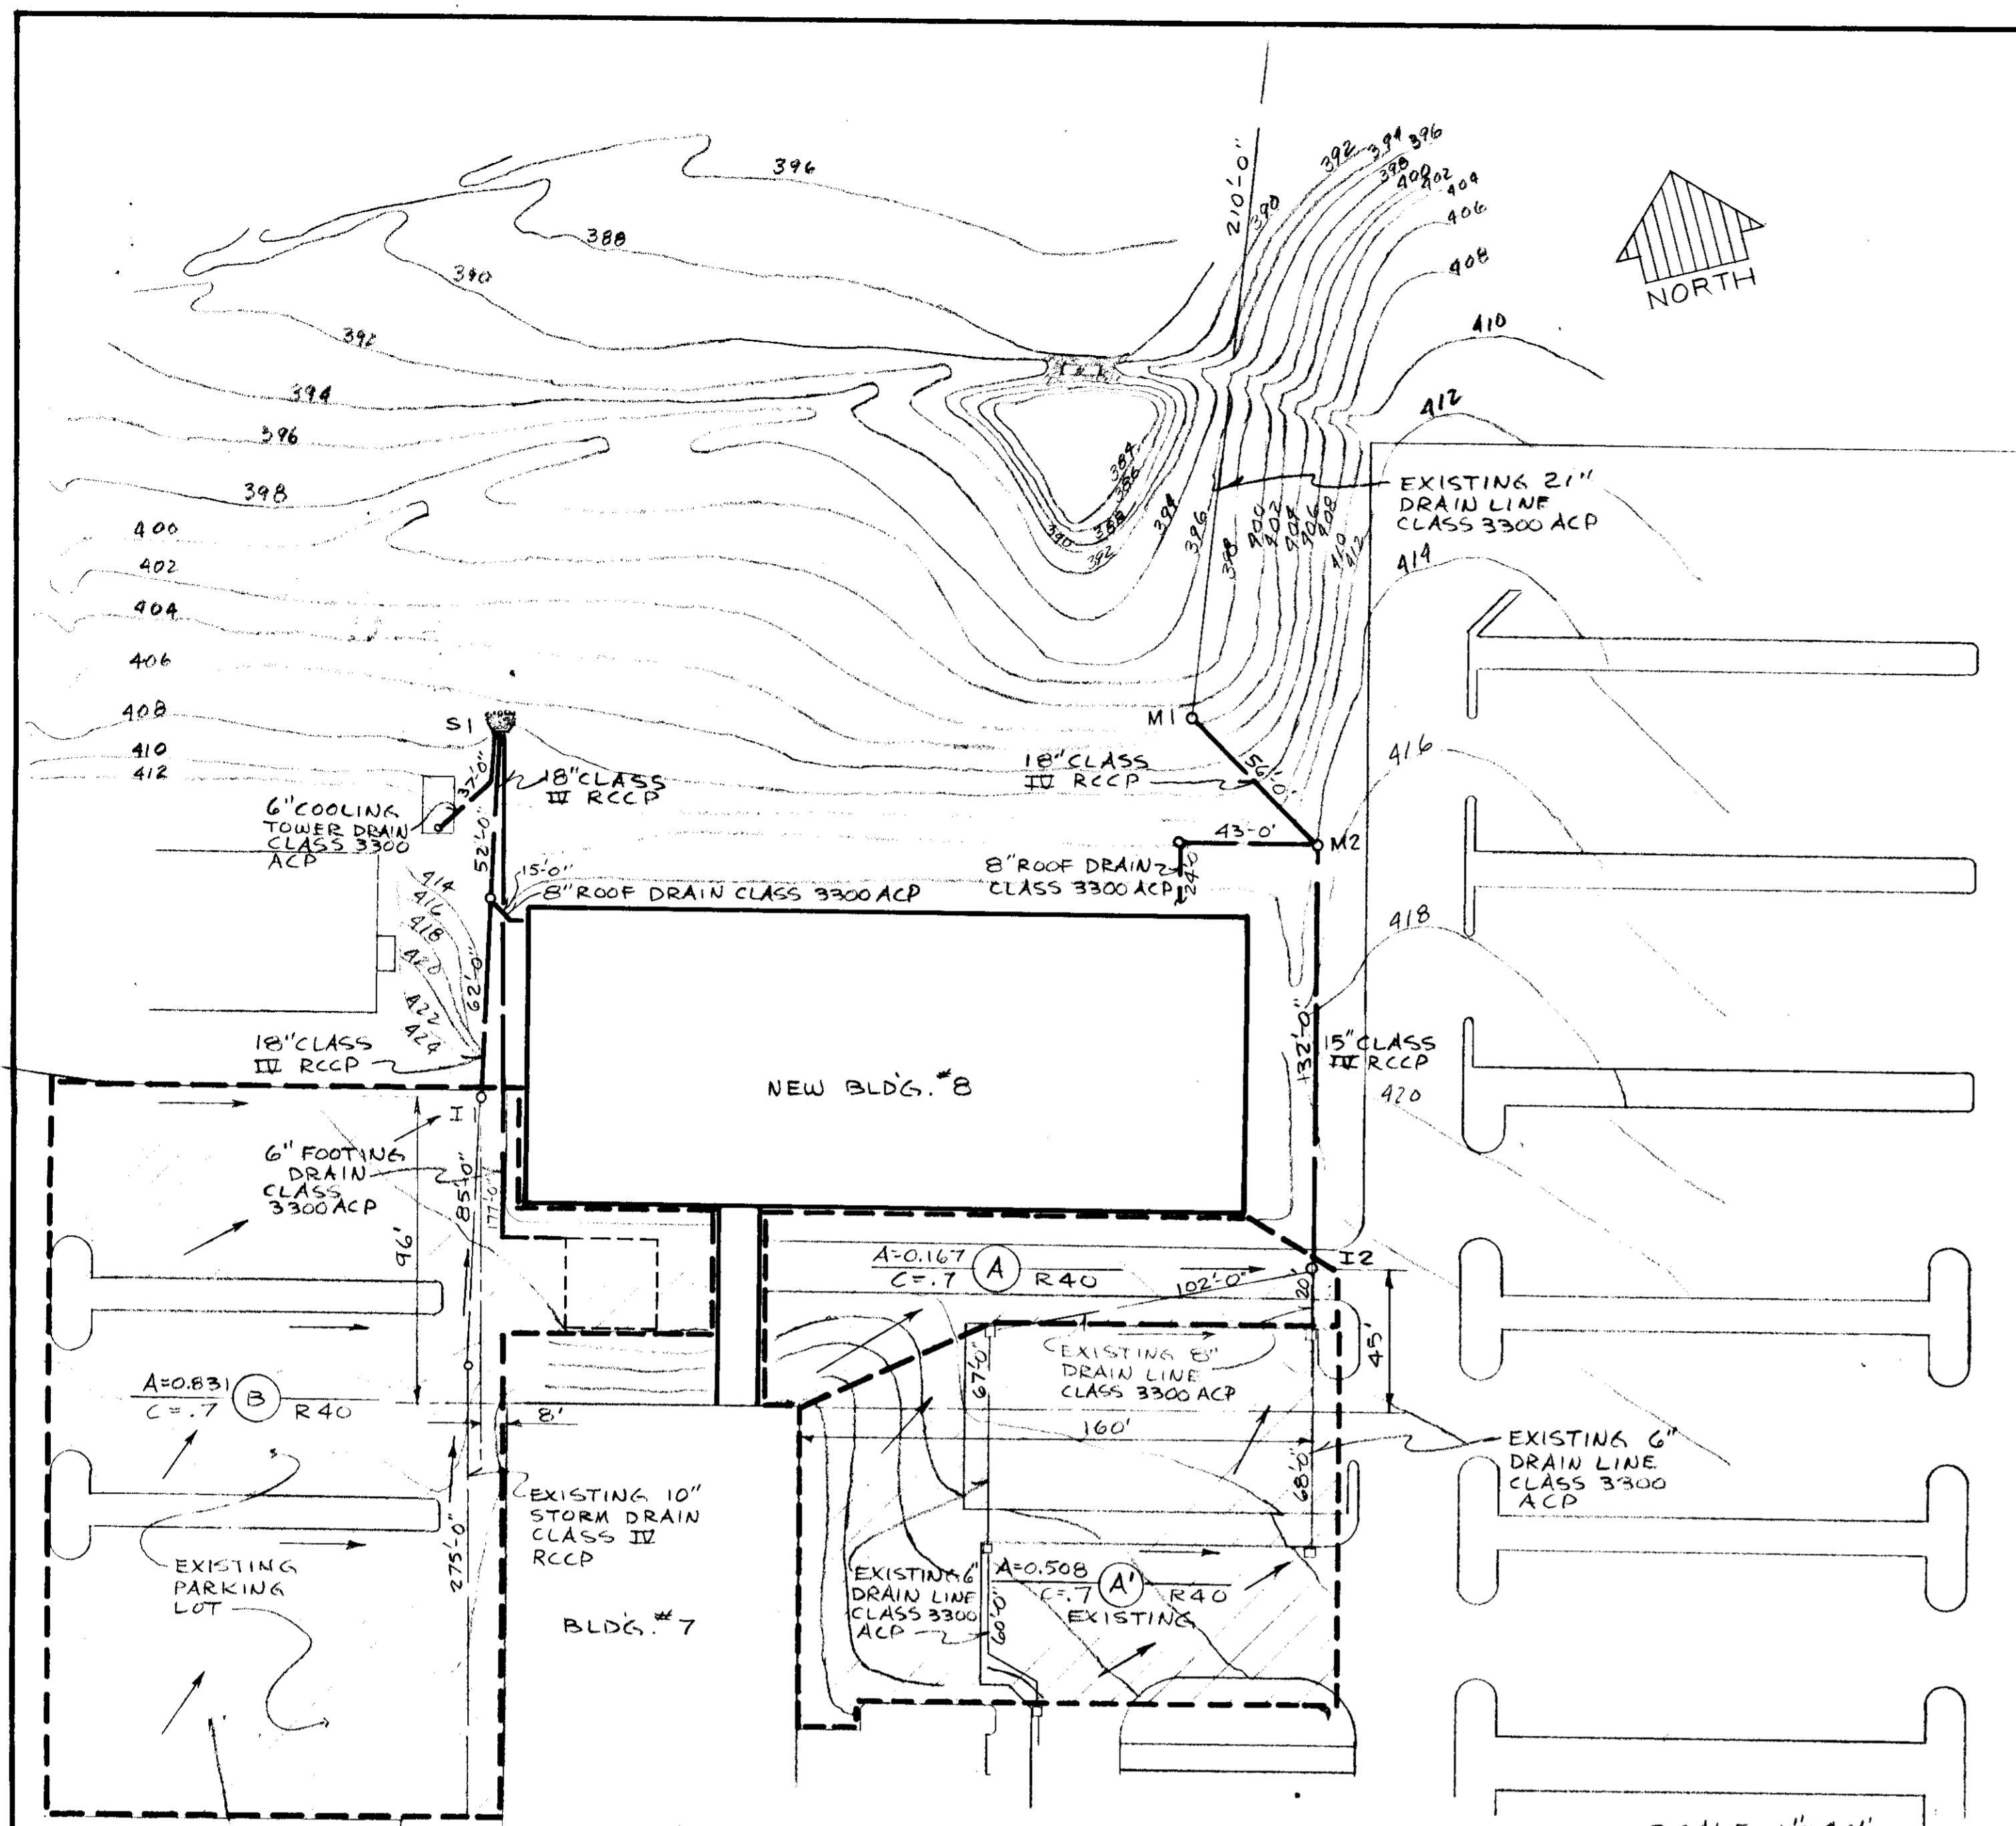 396
388
390
392
394
396
398
400
402
404
406
408
410
412
210'-0"
390
392
394
396
398
400
402
404
406
408
410
412
414
416
418
420
NORTH
384
386
388
390
392
394
396
398
400
402
404
406
408
410
412
EXISTING 21"
DRAIN LINE
CLASS 3300 ACP
S1
M1
M2
37'-0"
52'-0"
18" CLASS
IV RCCP
6" COOLING
TOWER DRAIN
CLASS 3300
ACP
18" CLASS
IV RCCP
56'-0"
43'-0"
24'-0"
8" ROOF DRAIN
CLASS 3300 ACP
15'-0"
8" ROOF DRAIN CLASS 3300 ACP
414
416
418
420
422
424
62'-0"
18" CLASS
IV RCCP
NEW BLD'G. #8
132'-0"
15" CLASS
IV RCCP
I1
6" FOOTING
DRAIN
CLASS
3300 ACP
85'-0"
177'-0"
96'
A=0.167
C=.7
A
R40
102'-0"
I2
20'
45'
67'-0"
EXISTING 8"
DRAIN LINE
CLASS 3300 ACP
160'
A=0.831
C=.7
B
R40
8'
68'-0"
EXISTING 6"
DRAIN LINE
CLASS 3300
ACP
EXISTING 10"
STORM DRAIN
CLASS IV
RCCP
275'-0"
EXISTING
PARKING
LOT
BLD'G. #7
EXISTING 6"
DRAIN LINE
CLASS 3300
ACP
60'-0"
A=0.508
C=.7
A'
R40
EXISTING